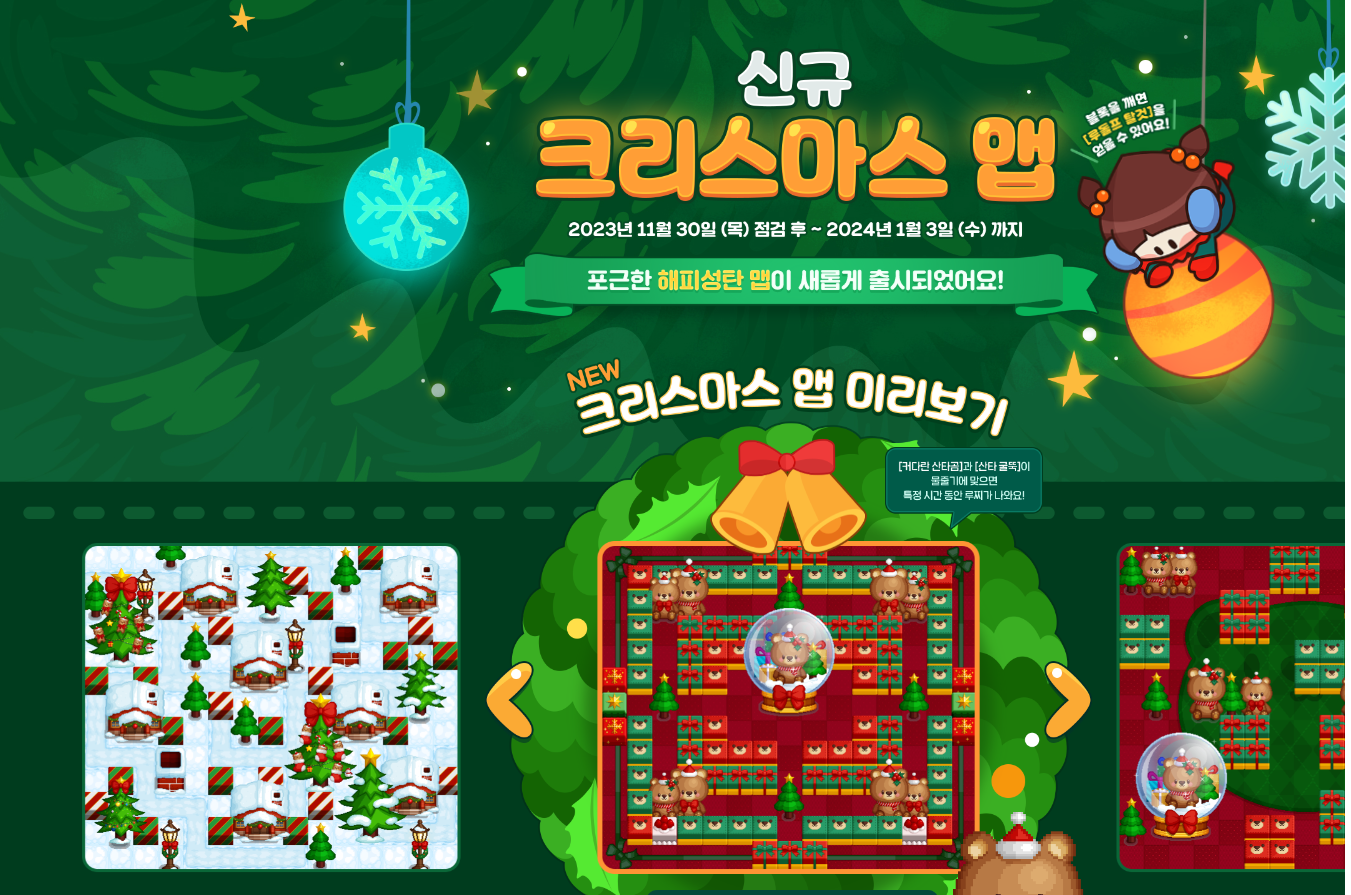 신규
크리스마스 맵
2023년 11월 30일 (목) 점검 후 ~ 2024년 1월 3일 (수) 까지
포근한 해피성탄 맵이 새롭게 출시되었어요!
블록을 깨면
[루돌프 탈것]을
얻을 수 있어요!
NEW
크리스마스 맵 미리보기
[커다란 산타곰]과 [산타 굴뚝]이
물줄기에 맞으면
특정 시간 동안 루찌가 나와요!